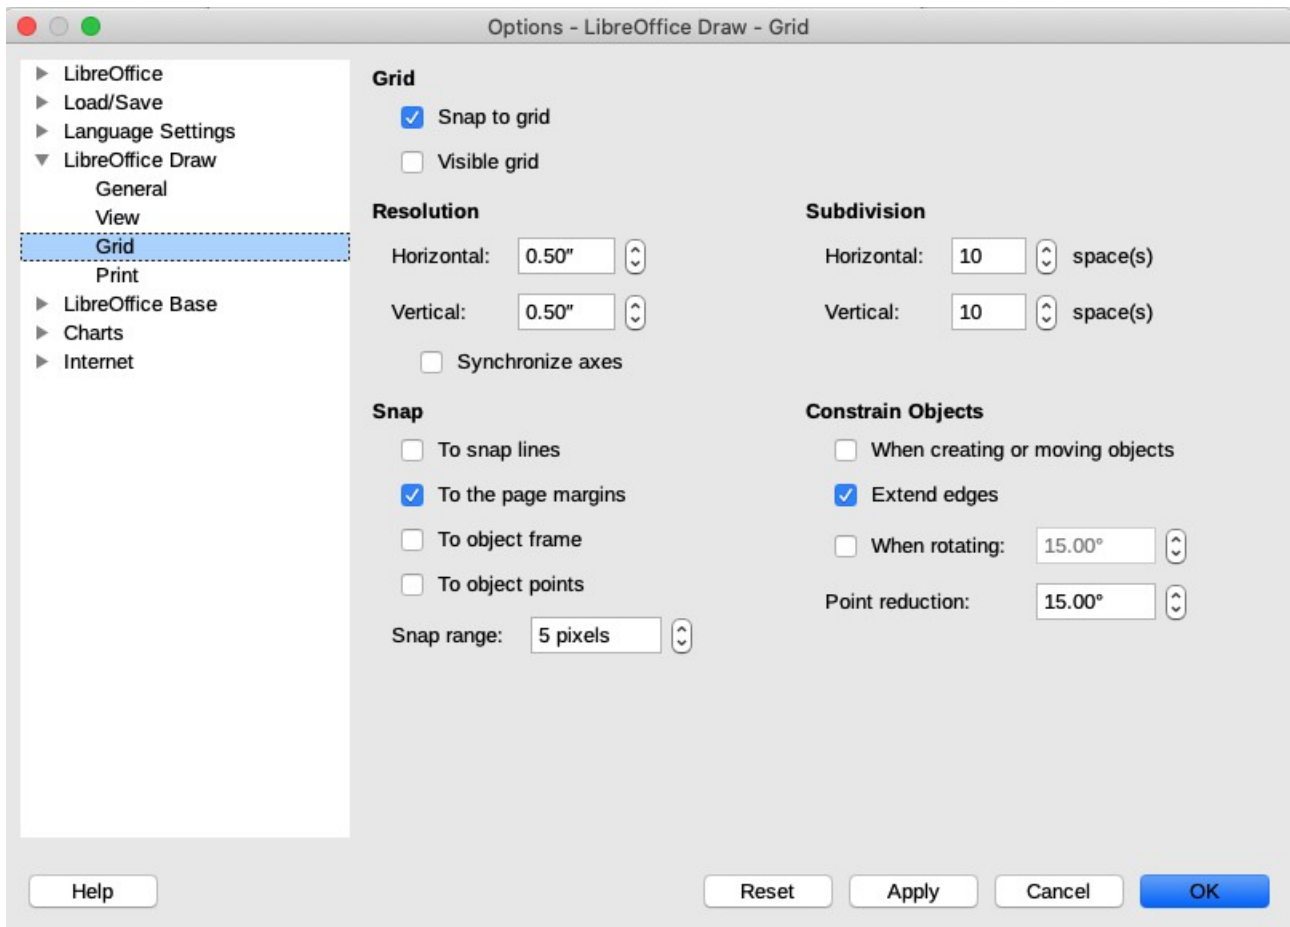 Options - LibreOffice Draw - Grid
LibreOffice
Load/Save
Language Settings
LibreOffice Draw
General
View
Grid
Print
LibreOffice Base
Charts
Internet
Grid
Snap to grid
Visible grid
Resolution
Horizontal: 0.50″
Vertical: 0.50″
Synchronize axes
Subdivision
Horizontal: 10 space(s)
Vertical: 10 space(s)
Snap
To snap lines
To the page margins
To object frame
To object points
Snap range: 5 pixels
Constrain Objects
When creating or moving objects
Extend edges
When rotating: 15.00°
Point reduction: 15.00°
Help Reset Apply Cancel OK